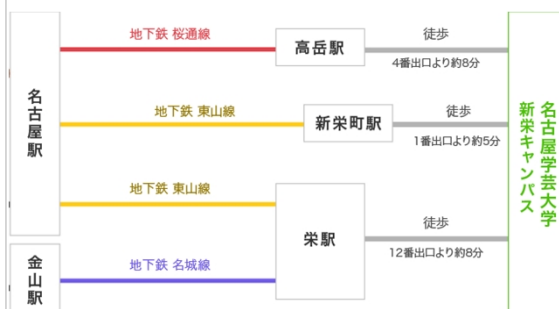 地下鉄 桜通線
高岳駅
徒歩
4番出口より約8分
名古屋駅
地下鉄 東山線
新栄町駅
徒歩
1番出口より約5分
名古屋学芸大学
新栄キャンパス
地下鉄 東山線
栄駅
徒歩
12番出口より約8分
金山駅
地下鉄 名城線